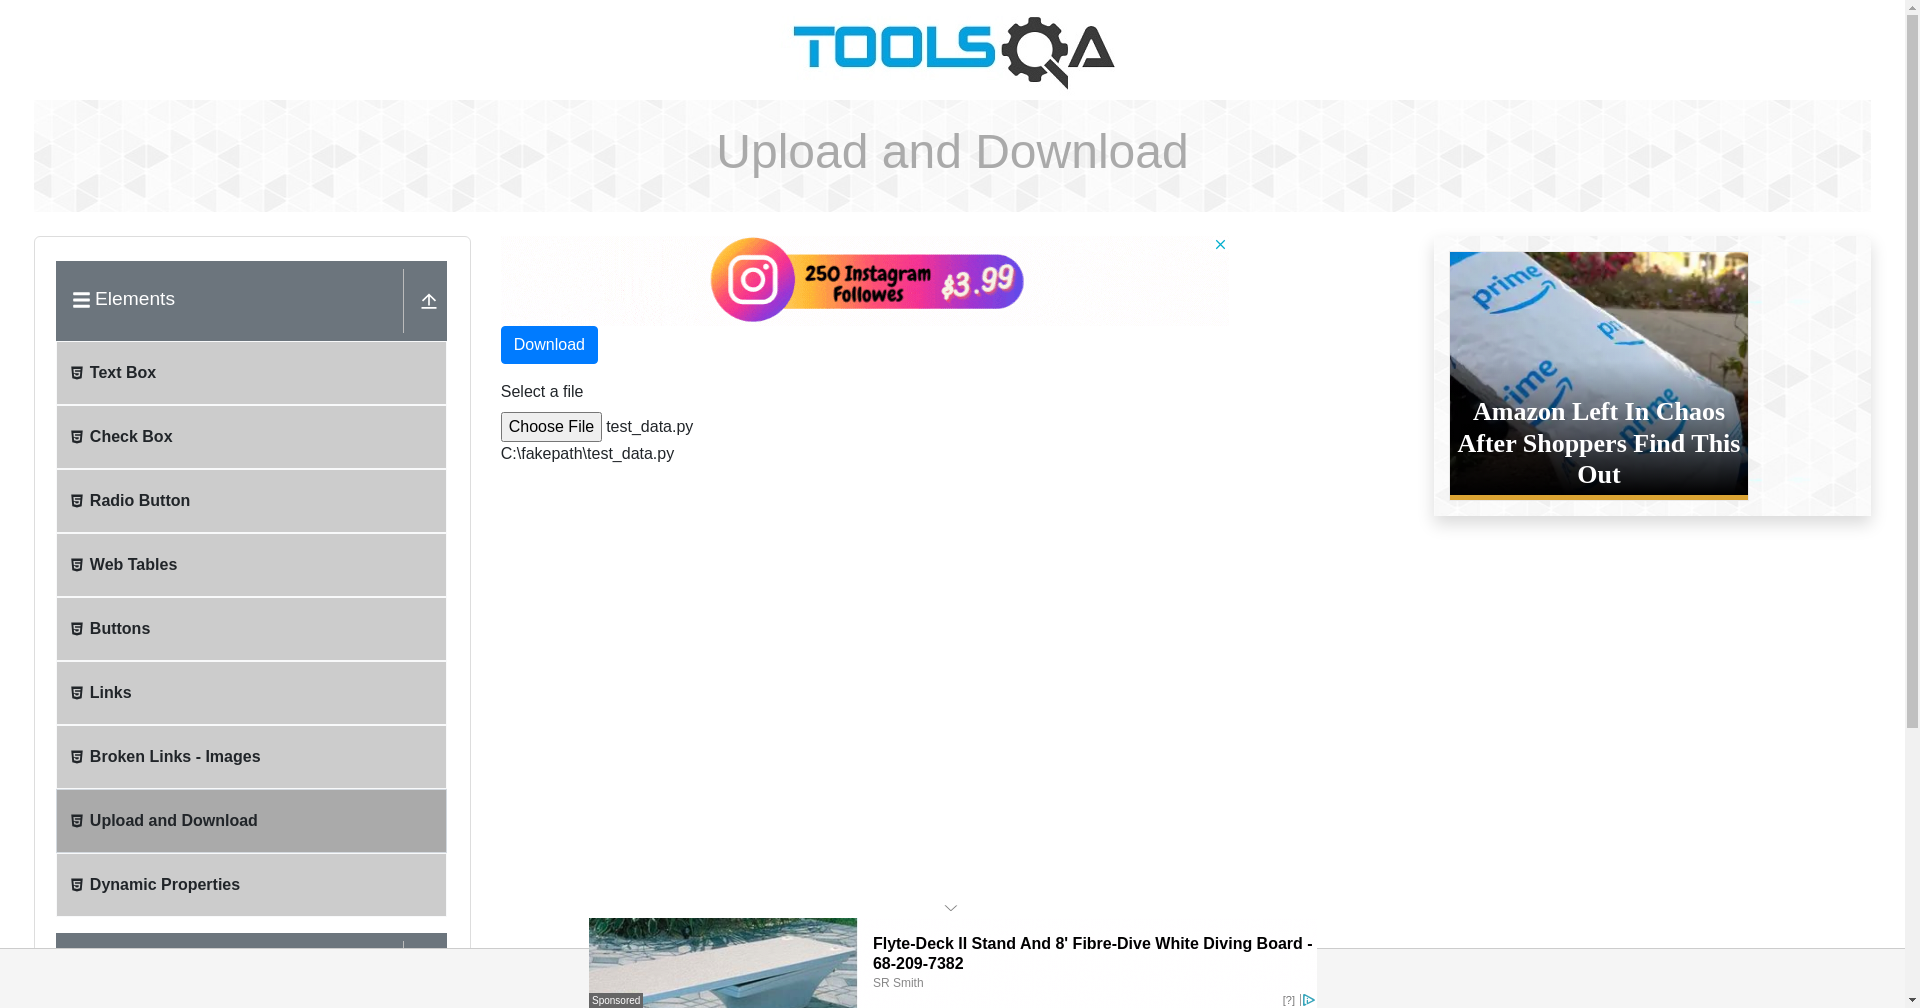 TOOLSQA
Upload and Download
Elements
Text Box
Check Box
Radio Button
Web Tables
Buttons
Links
Broken Links - Images
Upload and Download
Dynamic Properties
250 Instagram
Followes
$3.99
Download
Select a file
Choose File test_data.py
C:\fakepath\test_data.py
prime
prime
prime
Amazon Left In Chaos
After Shoppers Find This
Out
Flyte-Deck II Stand And 8' Fibre-Dive White Diving Board -
68-209-7382
SR Smith
Sponsored
[?]